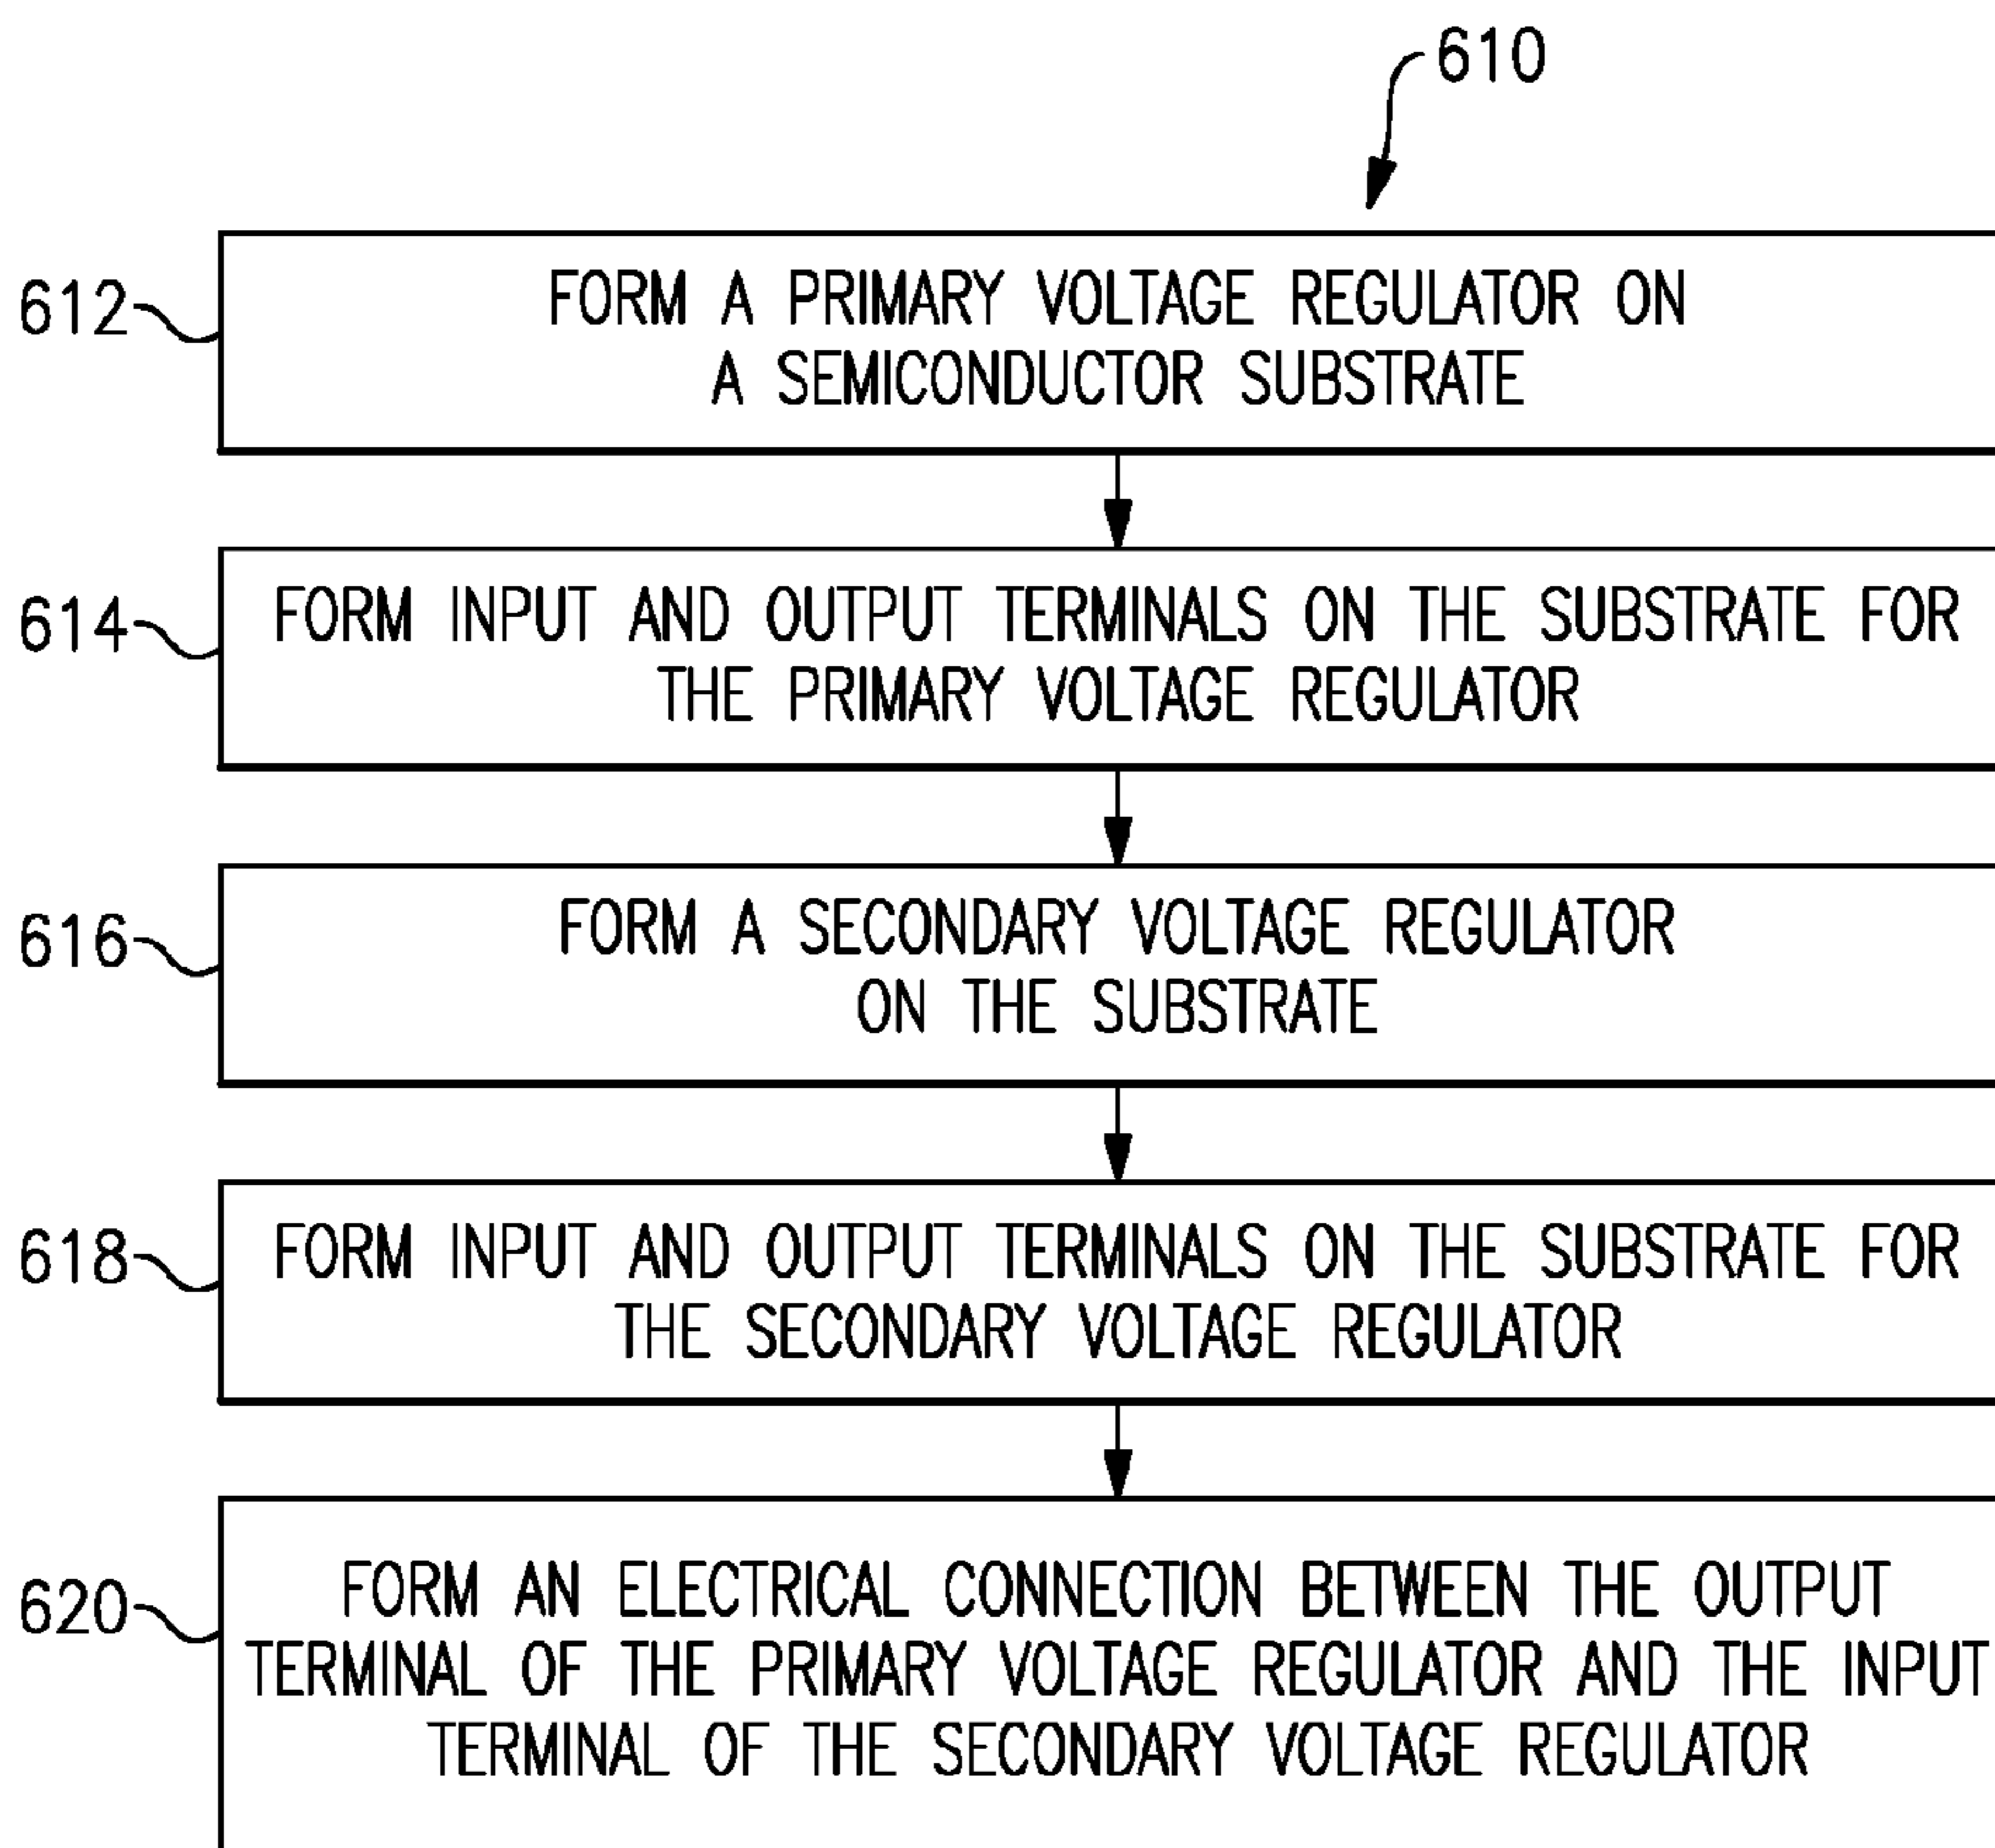 610
612
FORM A PRIMARY VOLTAGE REGULATOR ON
A SEMICONDUCTOR SUBSTRATE
614
FORM INPUT AND OUTPUT TERMINALS ON THE SUBSTRATE FOR
THE PRIMARY VOLTAGE REGULATOR
616
FORM A SECONDARY VOLTAGE REGULATOR
ON THE SUBSTRATE
618
FORM INPUT AND OUTPUT TERMINALS ON THE SUBSTRATE FOR
THE SECONDARY VOLTAGE REGULATOR
620
FORM AN ELECTRICAL CONNECTION BETWEEN THE OUTPUT
TERMINAL OF THE PRIMARY VOLTAGE REGULATOR AND THE INPUT
TERMINAL OF THE SECONDARY VOLTAGE REGULATOR